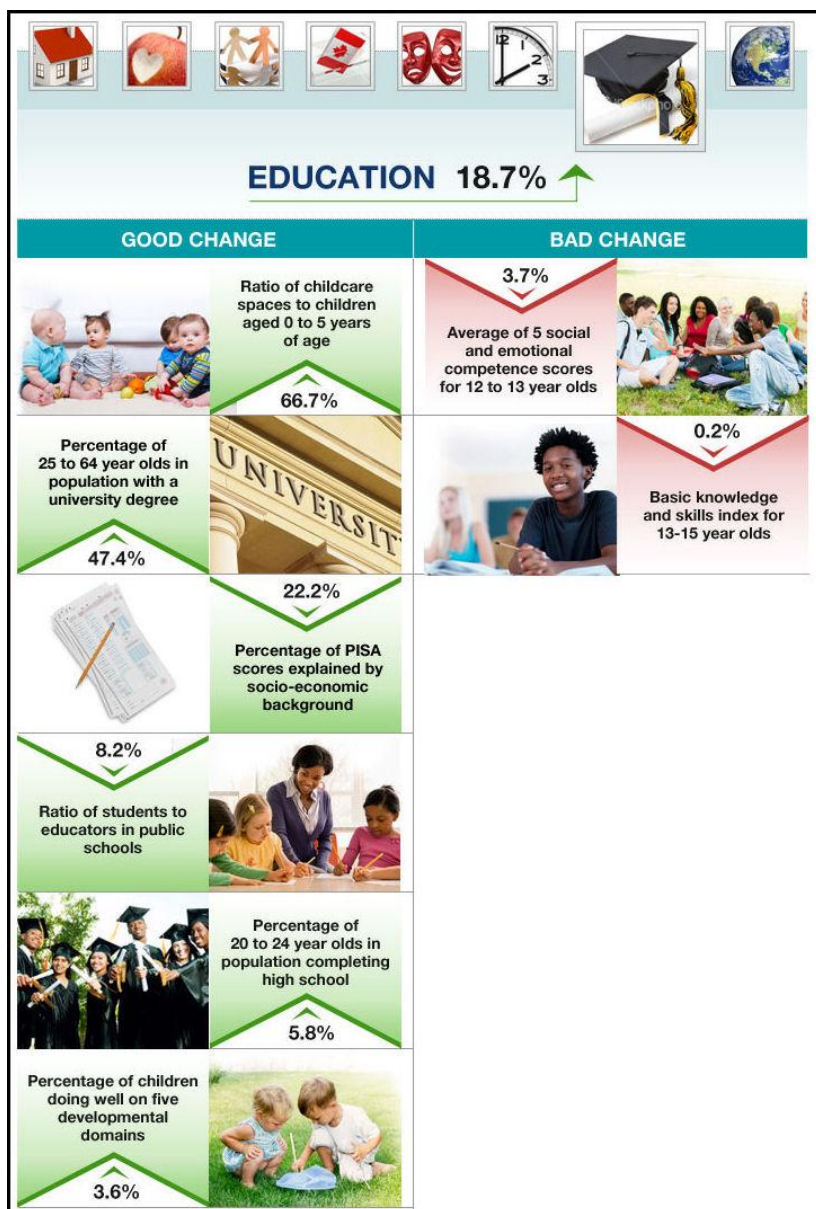 12
2
3
EDUCATION 18.7%
GOOD CHANGE
BAD CHANGE
Ratio of childcare
spaces to children
aged 0 to 5 years
of age
66.7%
3.7%
Average of 5 social
and emotional
competence scores
for 12 to 13 year olds
Percentage of
25 to 64 year olds in
population with a
university degree
47.4%
UNIVERSIT
0.2%
Basic knowledge
and skills index for
13-15 year olds
22.2%
Percentage of PISA
scores explained by
socio-economic
background
8.2%
Ratio of students to
educators in public
schools
Percentage of
20 to 24 year olds in
population completing
high school
5.8%
Percentage of children
doing well on five
developmental
domains
3.6%